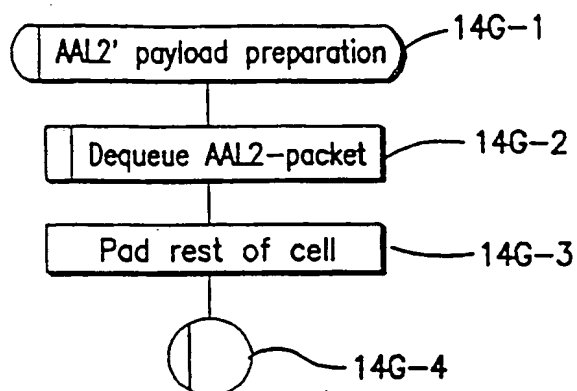 AAL2' payload preparation
14G-1
Dequeue AAL2-packet
14G-2
Pad rest of cell
14G-3
14G-4